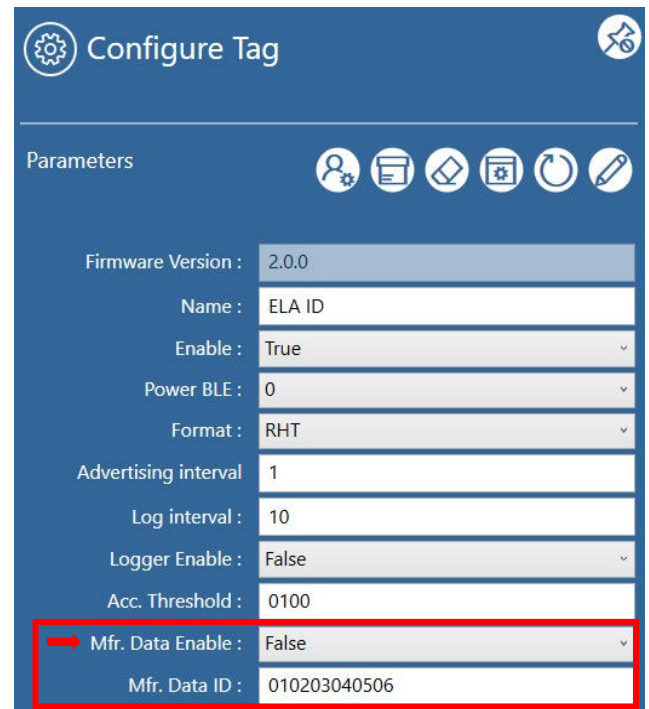 Configure Tag
Parameters
Firmware Version : 2.0.0
Name : ELA ID
Enable : True
Power BLE : 0
Format : RHT
Advertising interval 1
Log interval : 10
Logger Enable : False
Acc. Threshold : 0100
Mfr. Data Enable : False
Mfr. Data ID : 010203040506